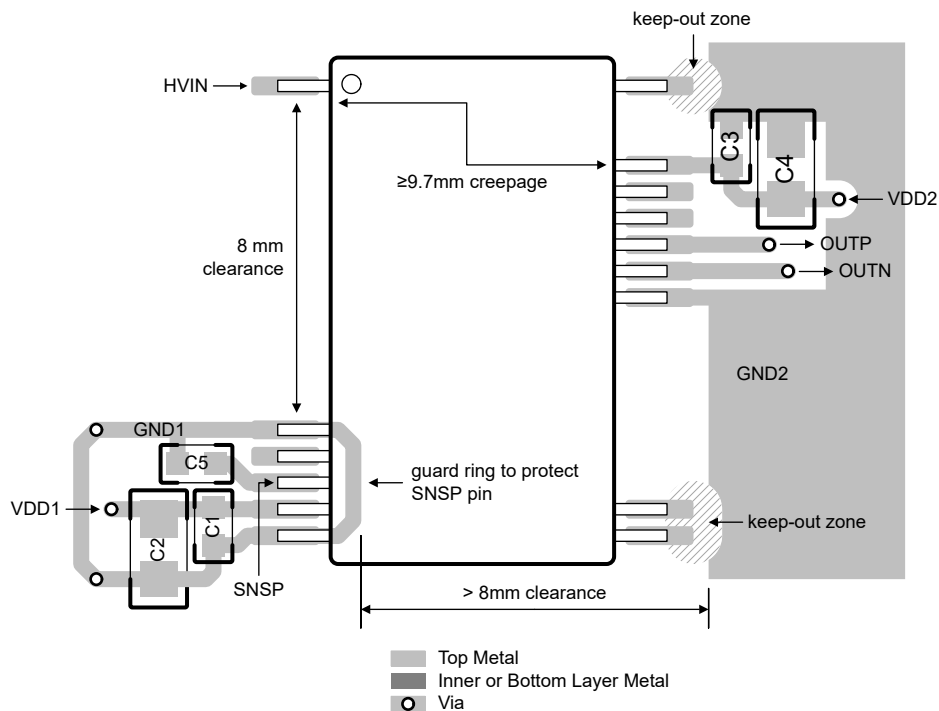 keep-out zone
HVIN
C3
C4
≥9.7mm creepage
VDD2
8 mm
clearance
OUTP
OUTN
GND2
GND1
C5
guard ring to protect
SNSP pin
VDD1
C2
C1
keep-out zone
SNSP
> 8mm clearance
Top Metal
Inner or Bottom Layer Metal
Via